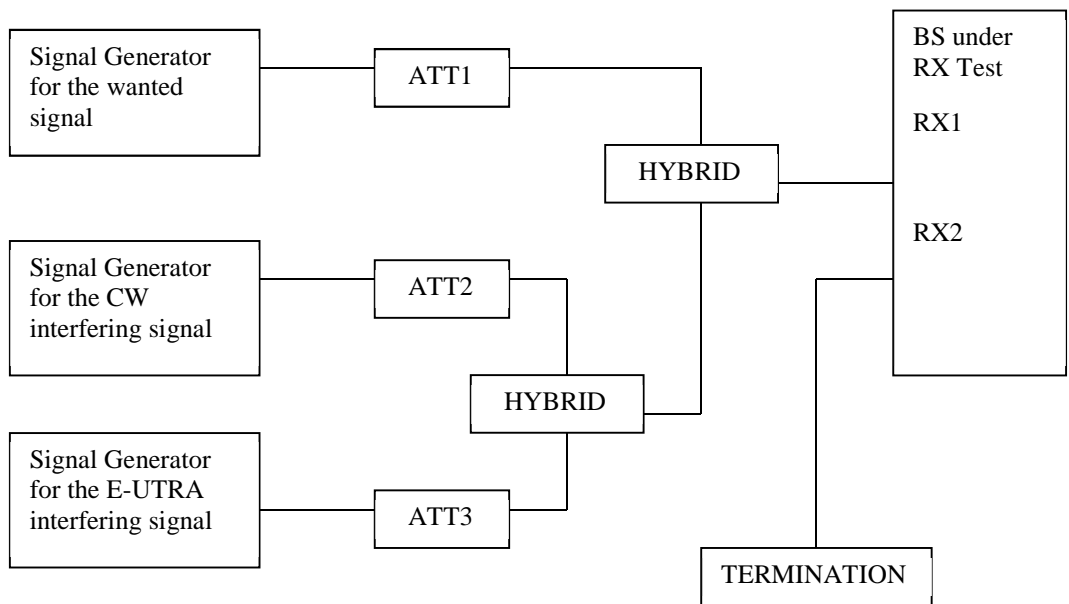 Signal Generator
for the wanted
signal
ATT1
HYBRID
BS under
RX Test
RX1
RX2
Signal Generator
for the CW
interfering signal
ATT2
HYBRID
Signal Generator
for the E-UTRA
interfering signal
ATT3
TERMINATION